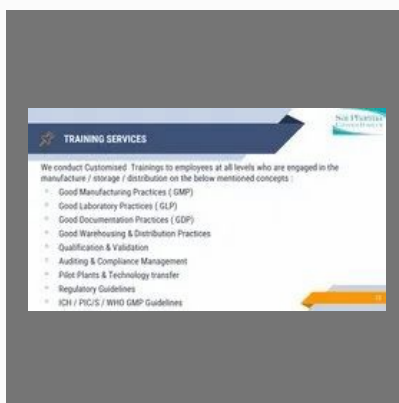 TRAINING SERVICES
We conduct Customised Trainings to employees at all levels who are engaged in the
manufacture / storage / distribution on the below mentioned concepts :
Good Manufacturing Practices ( GMP)
Good Laboratory Practices ( GLP)
Good Documentation Practices ( GDP)
Good Warehousing & Distribution Practices
Qualification & Validation
Auditing & Compliance Management
Pilot Plants & Technology transfer
Regulatory Guidelines
ICH / PIC/S / WHO GMP Guidelines